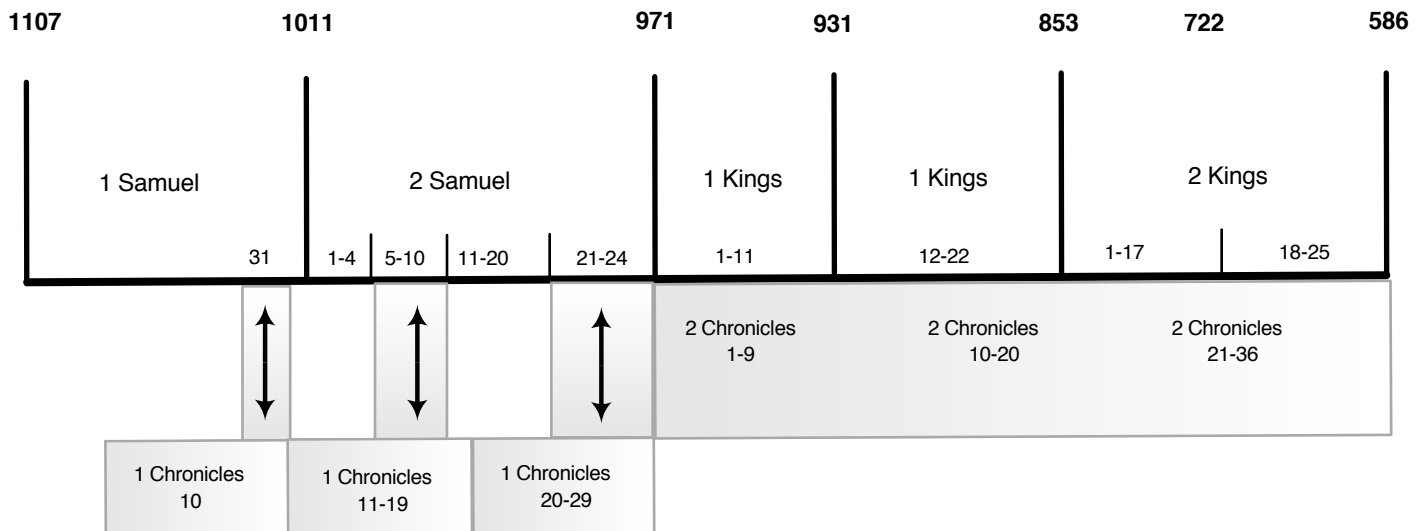 1107 1011 971 931 853 722 586
1 Samuel 2 Samuel 1 Kings 1 Kings 2 Kings
31 1-4 5-10 11-20 21-24 1-11 12-22 1-17 18-25
2 Chronicles 2 Chronicles 2 Chronicles
1-9 10-20 21-36
1 Chronicles 1 Chronicles 1 Chronicles
10 11-19 20-29